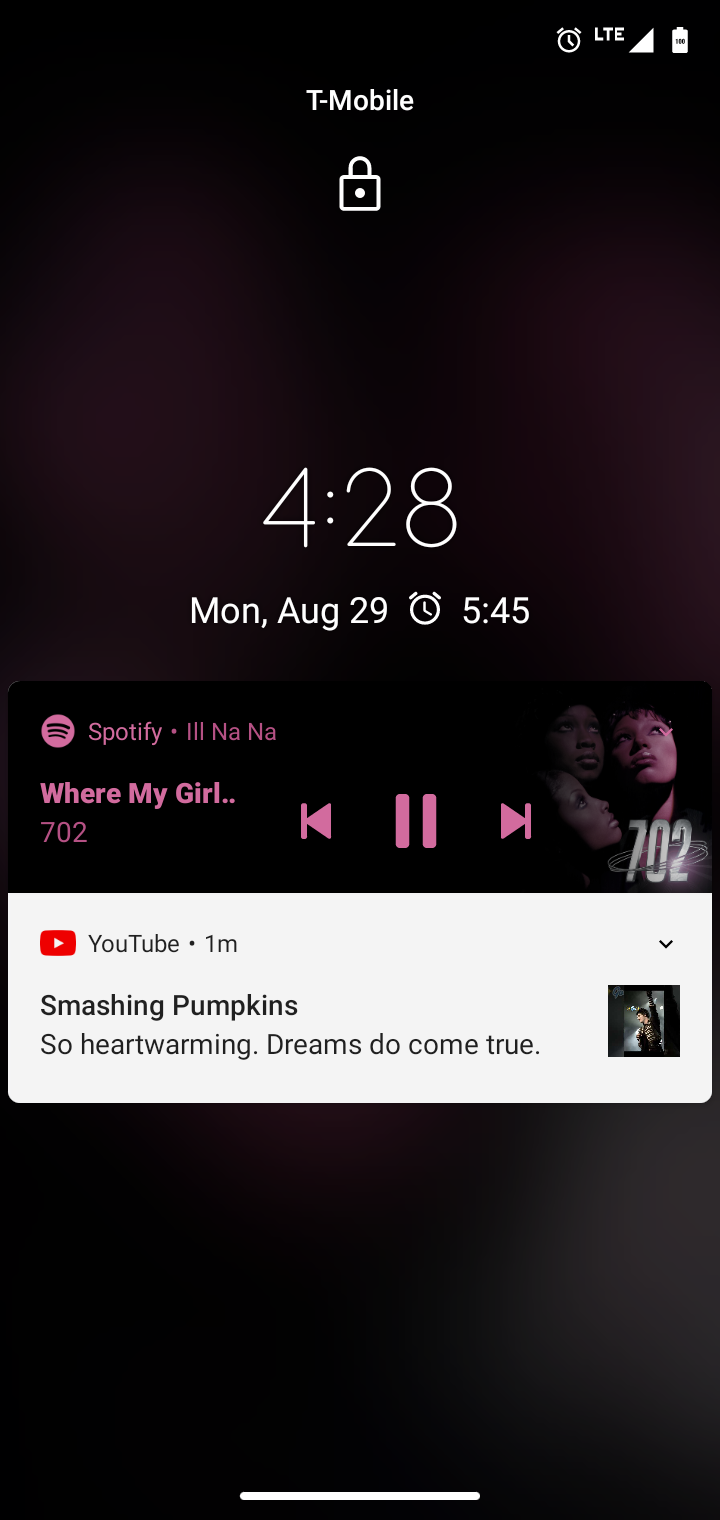 LTE
100
T-Mobile
4:28
Mon, Aug 29 5:45
Spotify • Ill Na Na
Where My Girl..
702
702
YouTube • 1m
Smashing Pumpkins
So heartwarming. Dreams do come true.